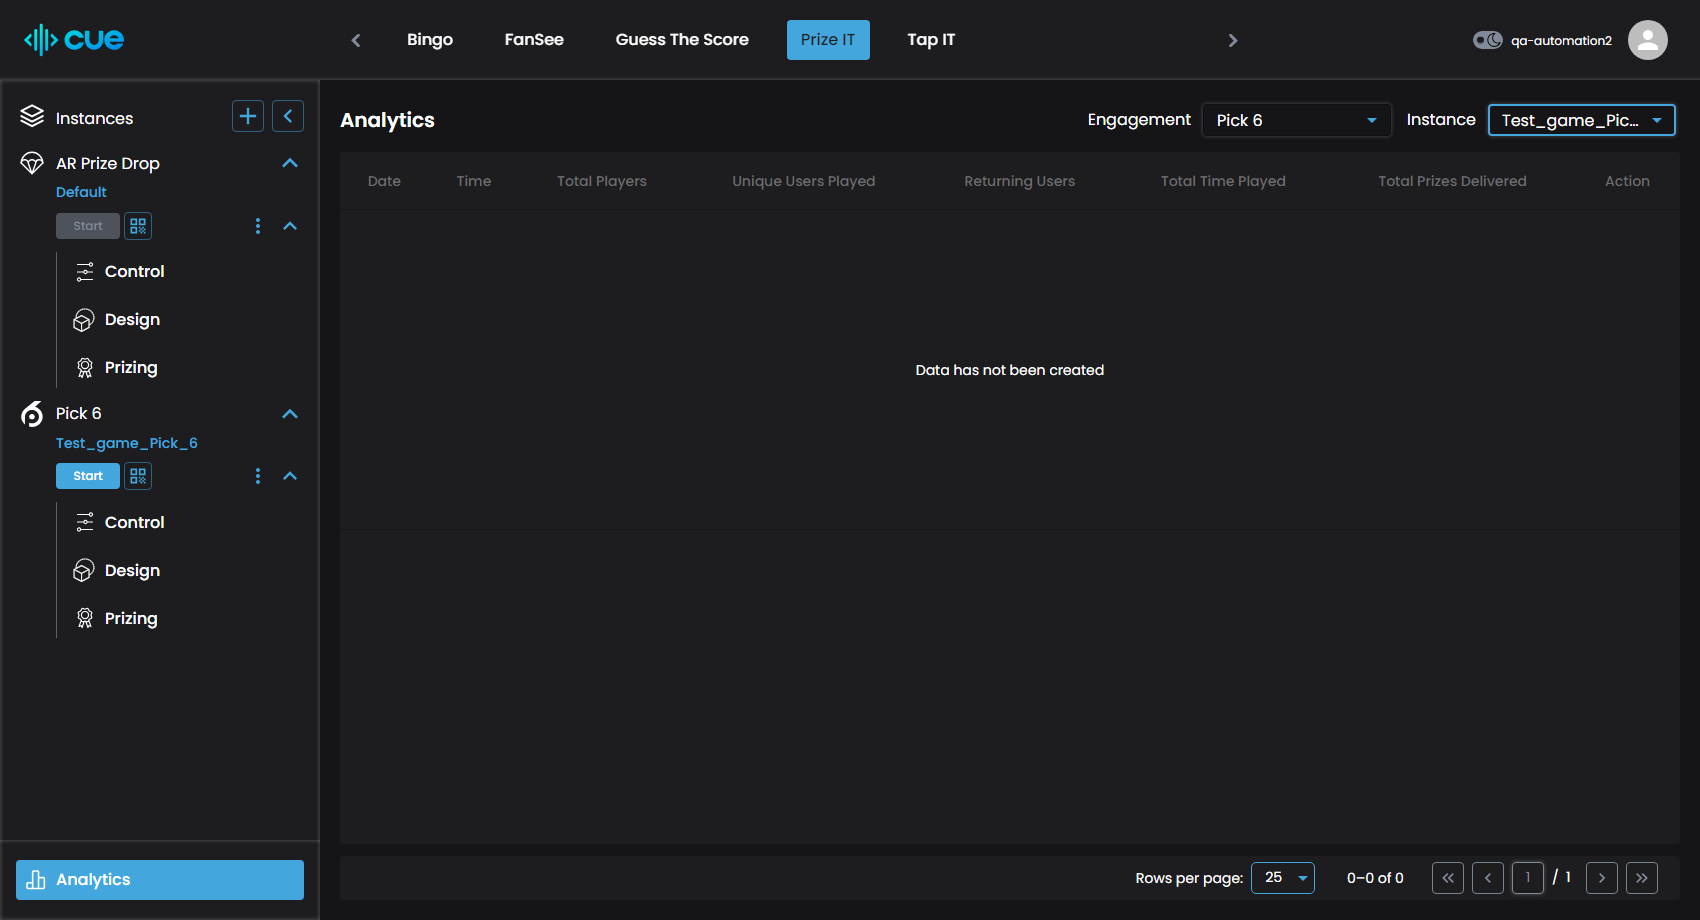 cue
Bingo FanSee Guess The Score Prize IT Tap IT
qa-automation2
Instances
AR Prize Drop
Default
Start
Control
Design
Prizing
Pick 6
Test_game_Pick_6
Start
Control
Design
Prizing
Analytics
Analytics
Engagement Pick 6 Instance Test_game_Pic...
Date Time Total Players Unique Users Played Returning Users Total Time Played Total Prizes Delivered Action
Data has not been created
Rows per page: 25 0–0 of 0 1 / 1